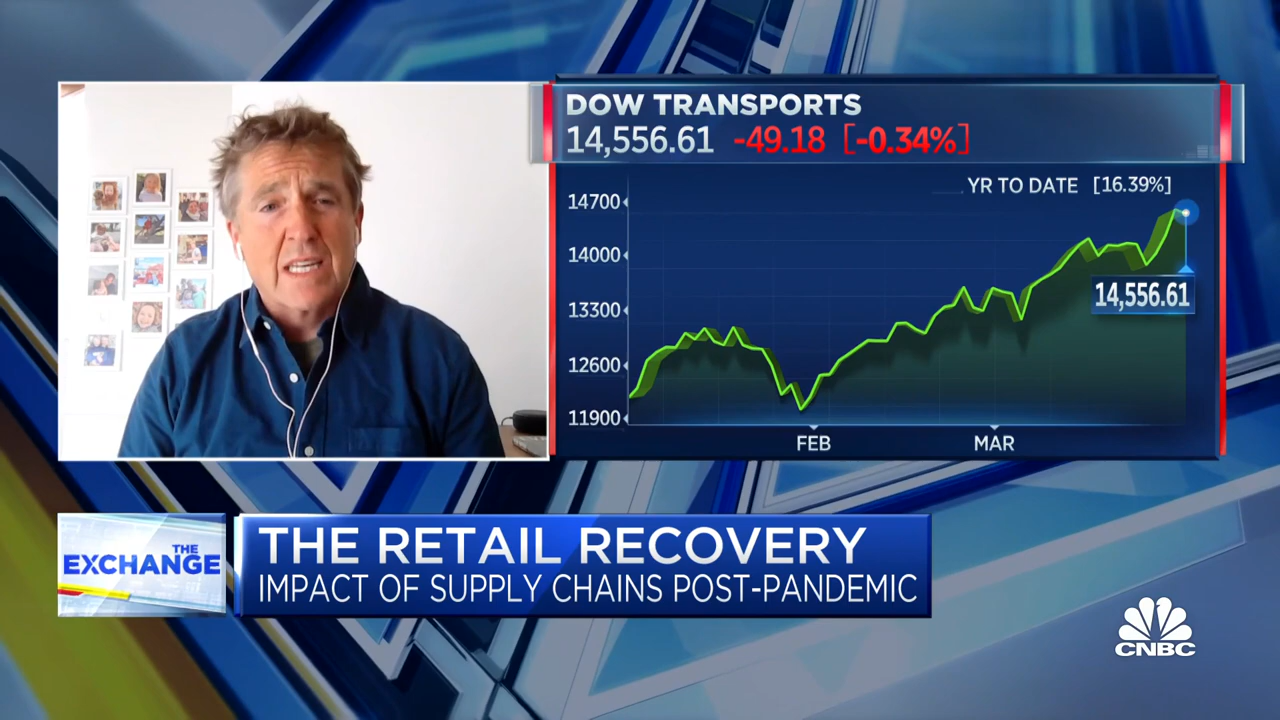 DOW TRANSPORTS
14,556.61 -49.18 [-0.34%]
YR TO DATE [16.39%]
14700
14000
13300
12600
11900
14,556.61
FEB MAR
THE
EXCHANGE
THE RETAIL RECOVERY
IMPACT OF SUPPLY CHAINS POST-PANDEMIC
CNBC